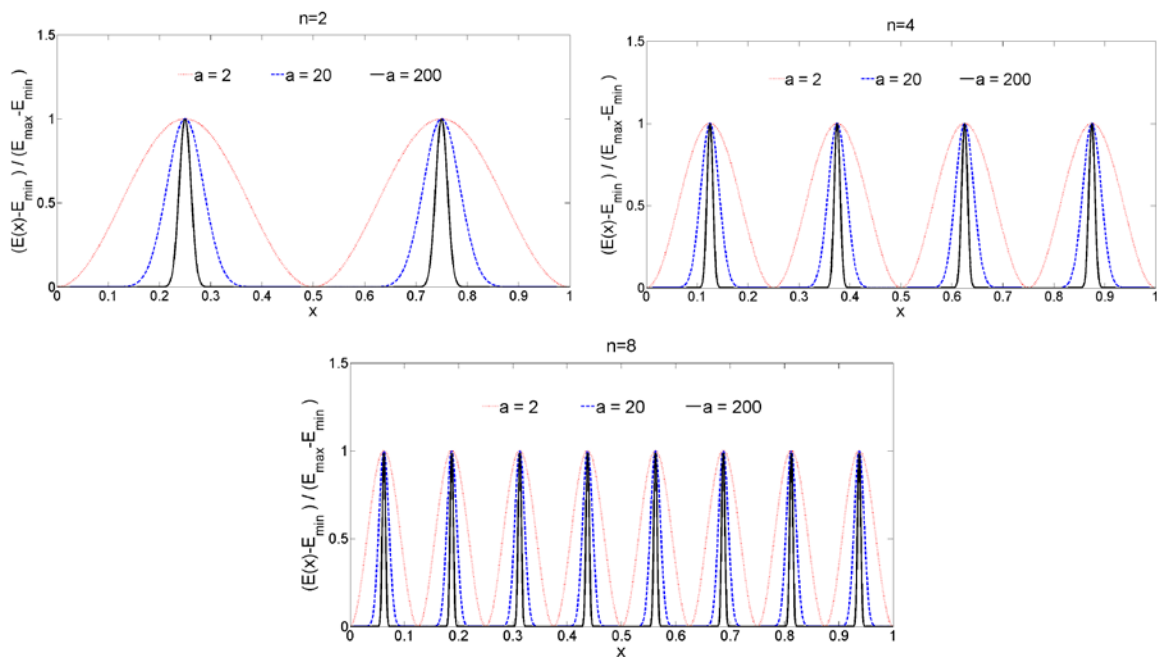 n=2
1.5
1
0.5
0
(E(x)-E_min ) / (E_max-E_min )
a = 2 a = 20 a = 200
0 0.1 0.2 0.3 0.4 0.5 0.6 0.7 0.8 0.9 1
x
n=4
1.5
1
0.5
0
(E(x)-E_min ) / (E_max-E_min )
a = 2 a = 20 a = 200
0 0.1 0.2 0.3 0.4 0.5 0.6 0.7 0.8 0.9 1
x
n=8
1.5
1
0.5
0
(E(x)-E_min ) / (E_max-E_min )
a = 2 a = 20 a = 200
0 0.1 0.2 0.3 0.4 0.5 0.6 0.7 0.8 0.9 1
x